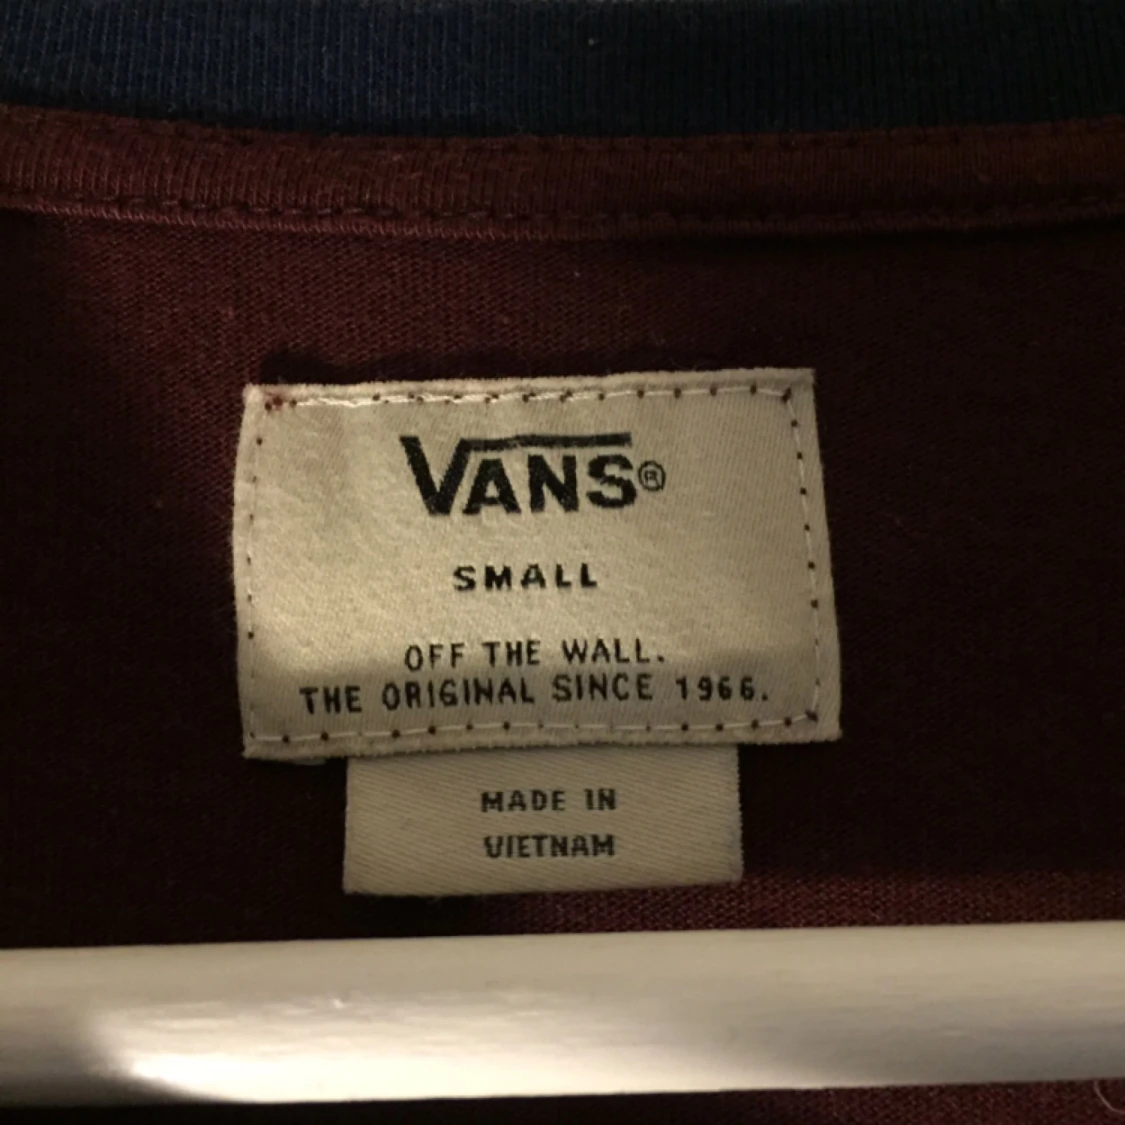 VANS®
SMALL
OFF THE WALL.
THE ORIGINAL SINCE 1966.
MADE IN
VIETNAM